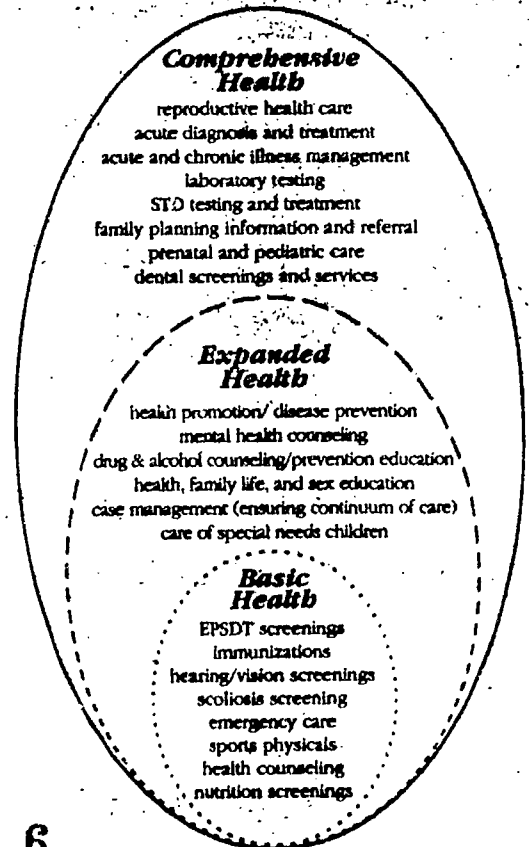 Comprehensive
Health
reproductive health care
acute diagnosis and treatment
acute and chronic illness management
laboratory testing
STD testing and treatment
family planning information and referral
prenatal and pediatric care
dental screenings and services
Expanded
Health
health promotion/ disease prevention
mental health counseling
drug & alcohol counseling/prevention education
health, family life, and sex education
case management (ensuring continuum of care)
care of special needs children
Basic
Health
EPSDT screenings
immunizations
hearing/vision screenings
scoliosis screening
emergency care
sports physicals
health counseling
nutrition screenings
6